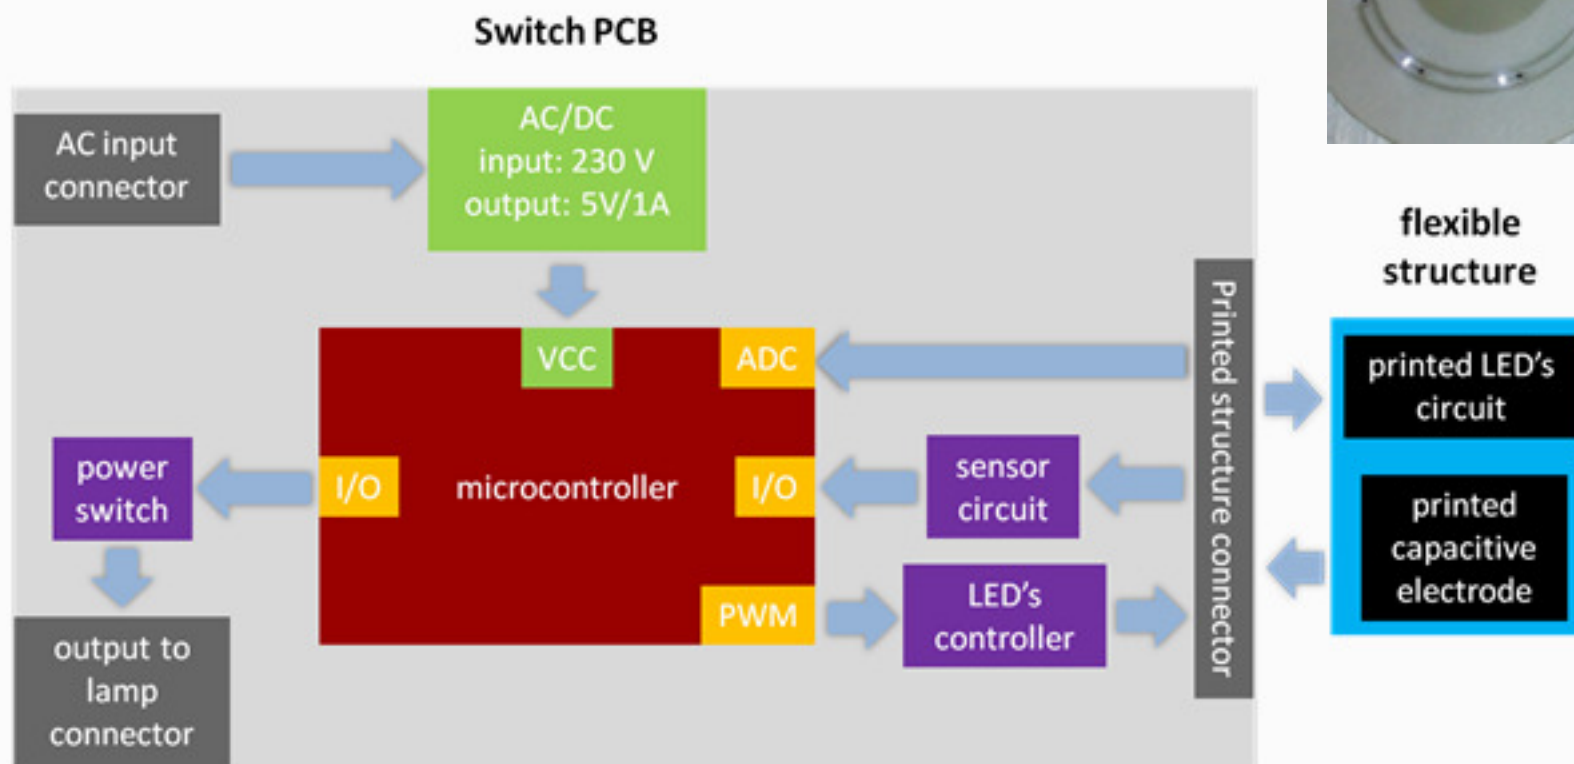 Switch PCB
AC input
connector
AC/DC
input: 230 V
output: 5V/1A
flexible
structure
VCC
ADC
Printed structure connector
printed LED's
circuit
power
switch
I/O
microcontroller
I/O
sensor
circuit
printed
capacitive
electrode
PWM
LED's
controller
output to
lamp
connector